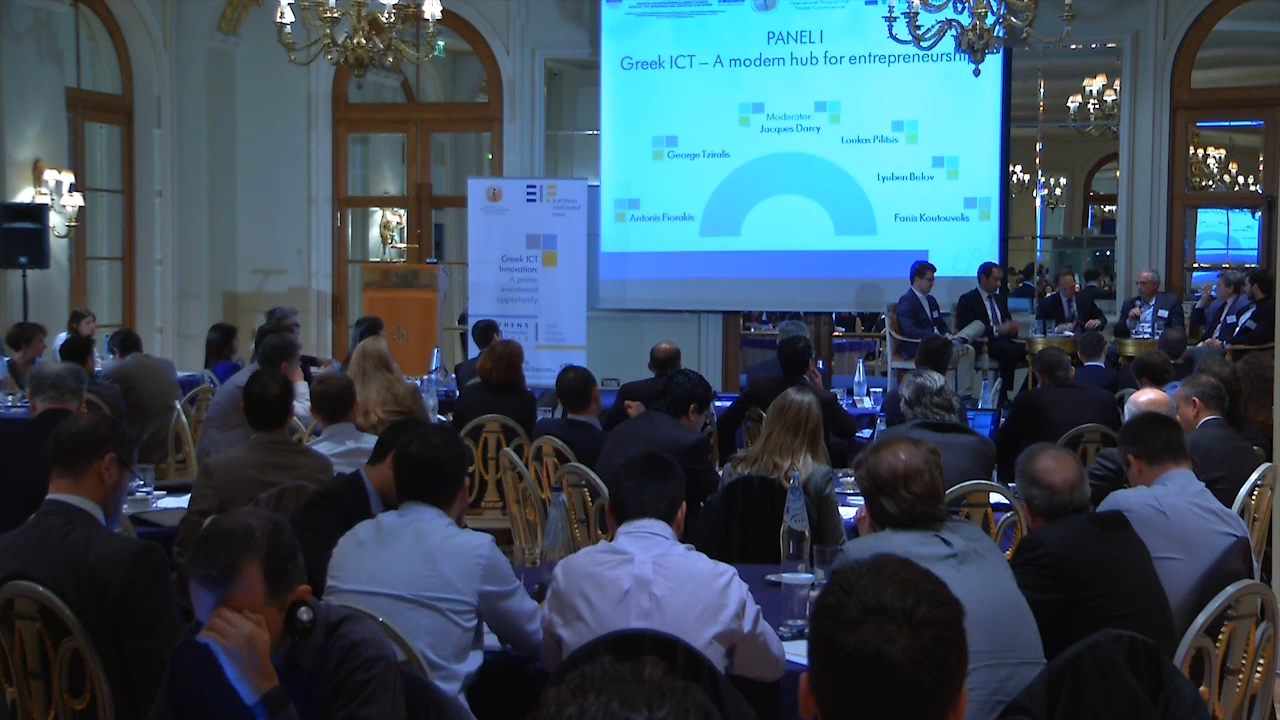 PANEL I
Greek ICT – A modern hub for entrepreneurship
Moderator:
Jacques Darcy
George Tziralis
Loukas Pilitsis
Lyuben Belov
Antonis Fiorakis
Fanis Koutouvelis
EUROPEAN
INVESTMENT
FUND
Greek ICT
Innovation:
A prime
investment
opportunity